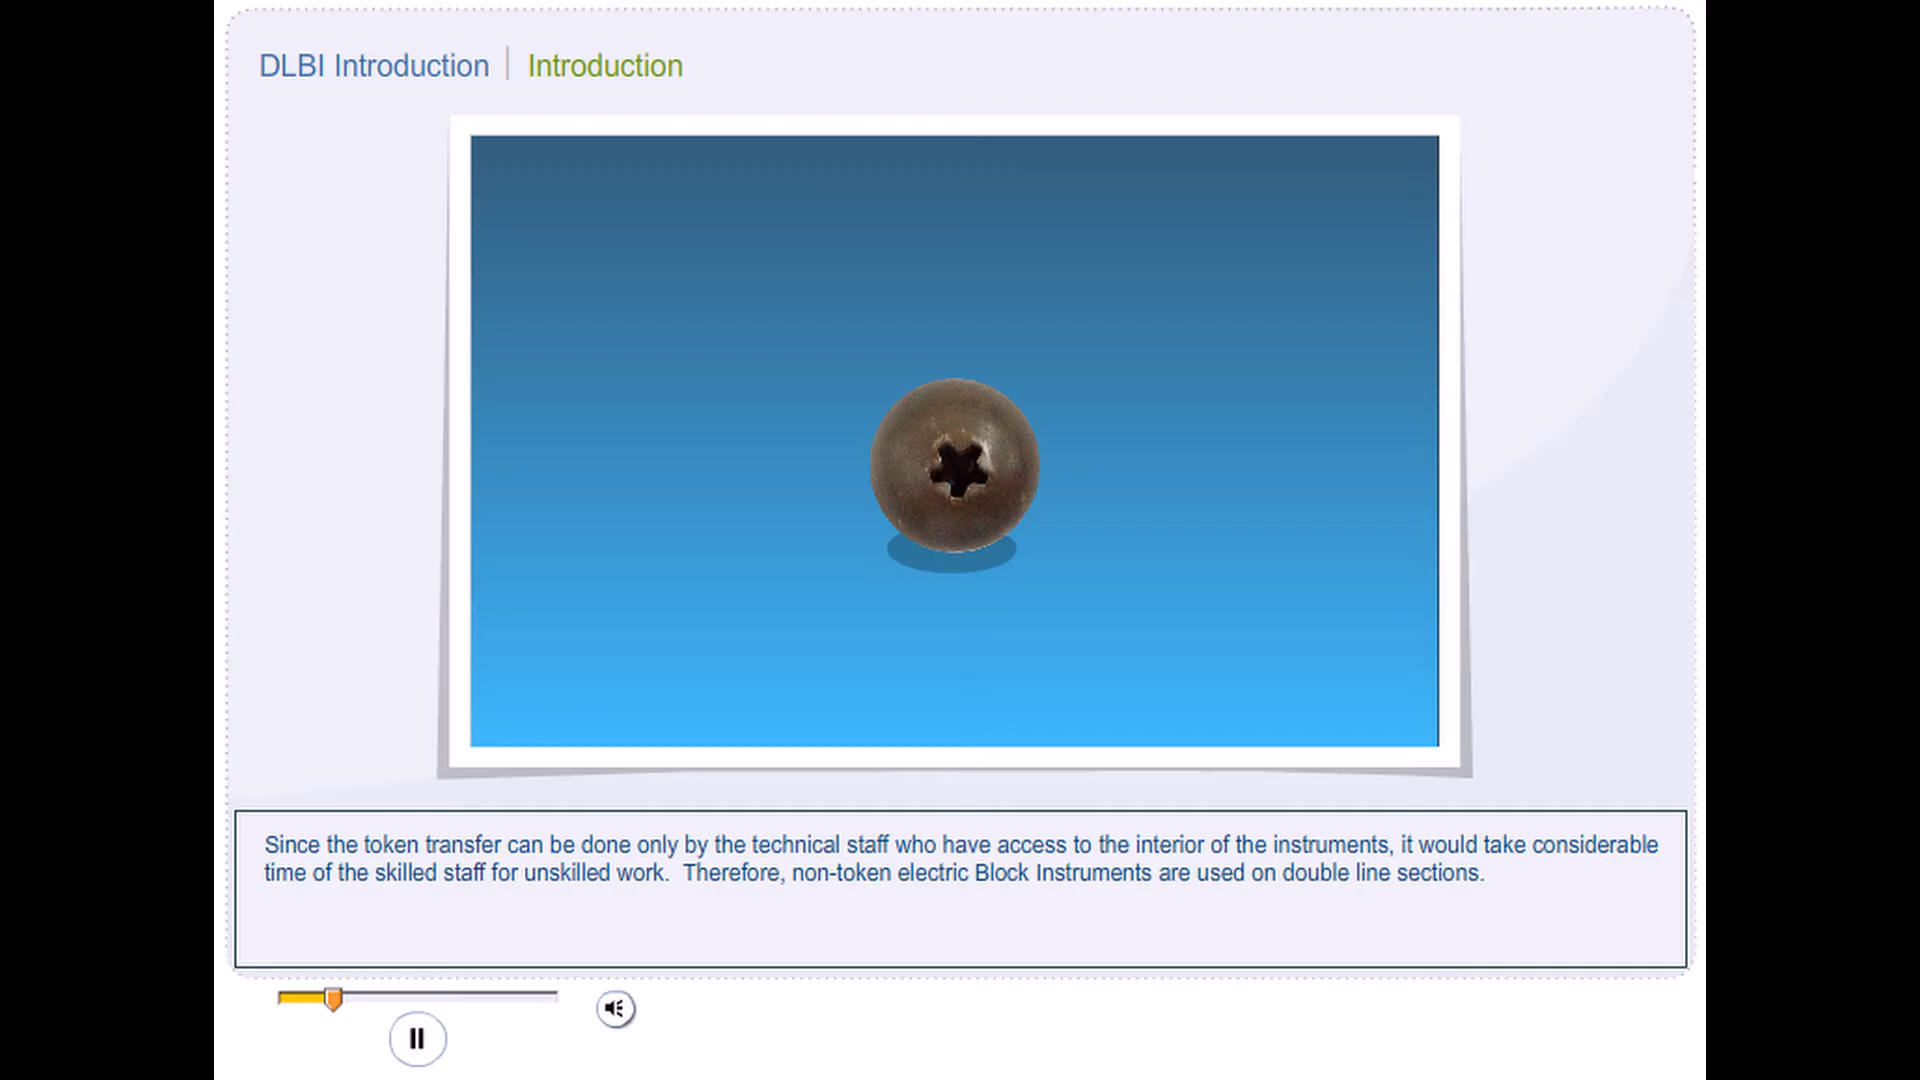 DLBI Introduction | Introduction
Since the token transfer can be done only by the technical staff who have access to the interior of the instruments, it would take considerable
time of the skilled staff for unskilled work.  Therefore, non-token electric Block Instruments are used on double line sections.